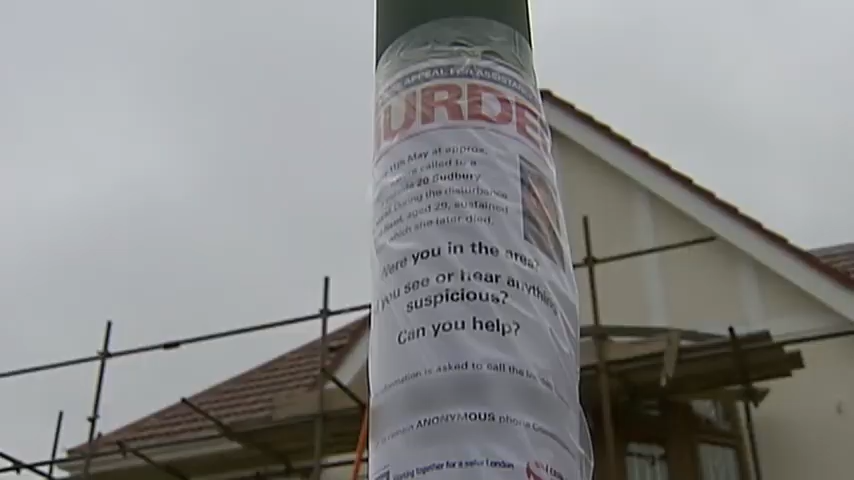 APPEAL FOR ASSISTANCE
URDE
11th May at approx.
called to a
20 Sudbury
During the disturbance
aged 29, sustained
which she later died.
Were you in the area?
you see or hear anything
suspicious?
Can you help?
information is asked to call the
remain ANONYMOUS phone
Working together for a safer London